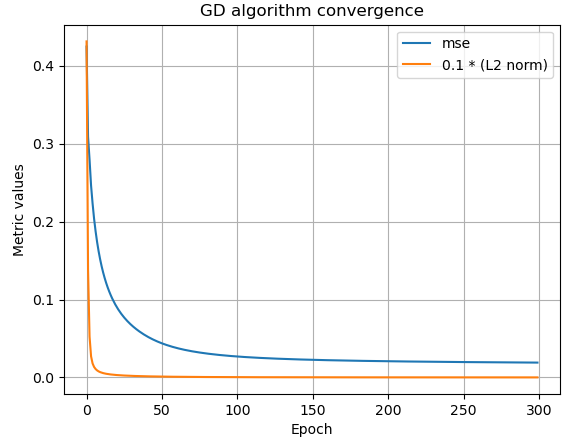 GD algorithm convergence
mse
0.1 * (L2 norm)
Metric values
0.4
0.3
0.2
0.1
0.0
0 50 100 150 200 250 300
Epoch